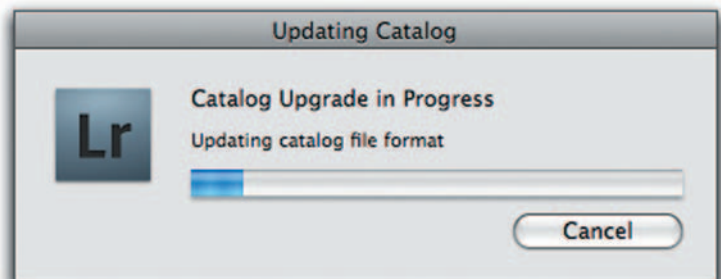 Updating Catalog
Lr
Catalog Upgrade in Progress
Updating catalog file format
Cancel